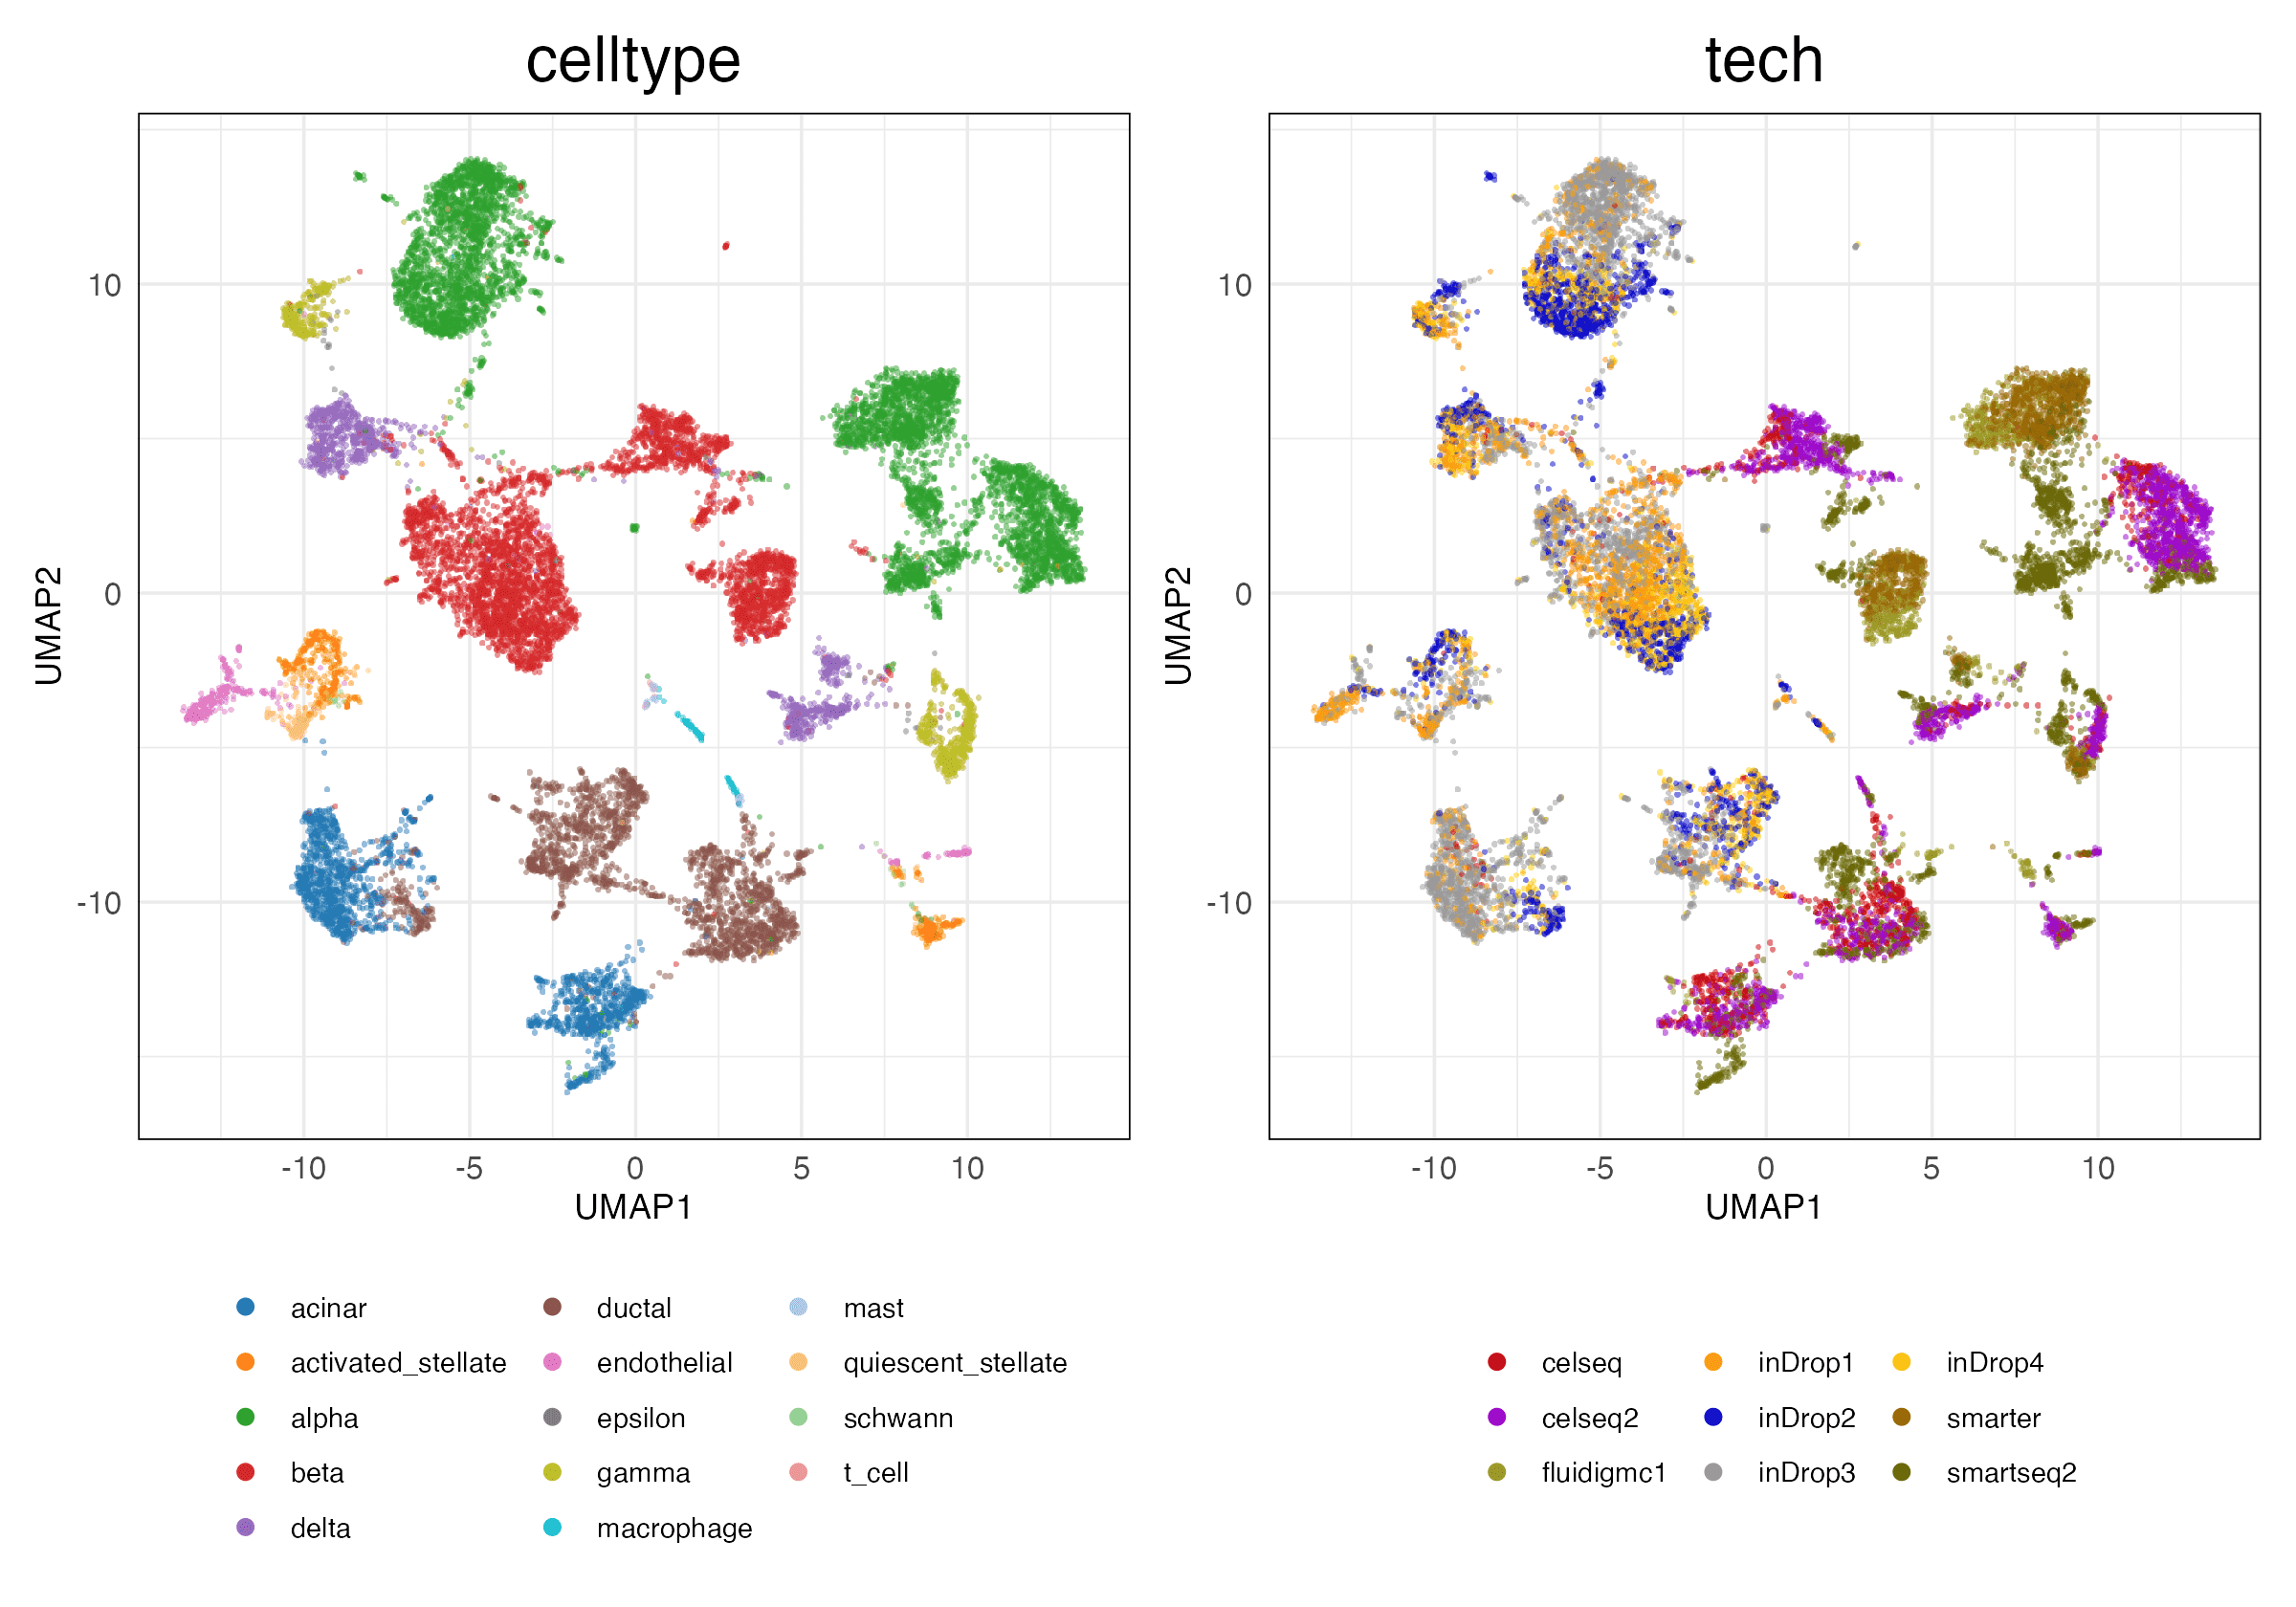 celltype
tech
10
0
-10
UMAP2
-10 -5 0 5 10
UMAP1
10
0
-10
UMAP2
-10 -5 0 5 10
UMAP1
acinar ductal mast
activated_stellate endothelial quiescent_stellate
alpha epsilon schwann
beta gamma t_cell
delta macrophage
celseq inDrop1 inDrop4
celseq2 inDrop2 smarter
fluidigmc1 inDrop3 smartseq2